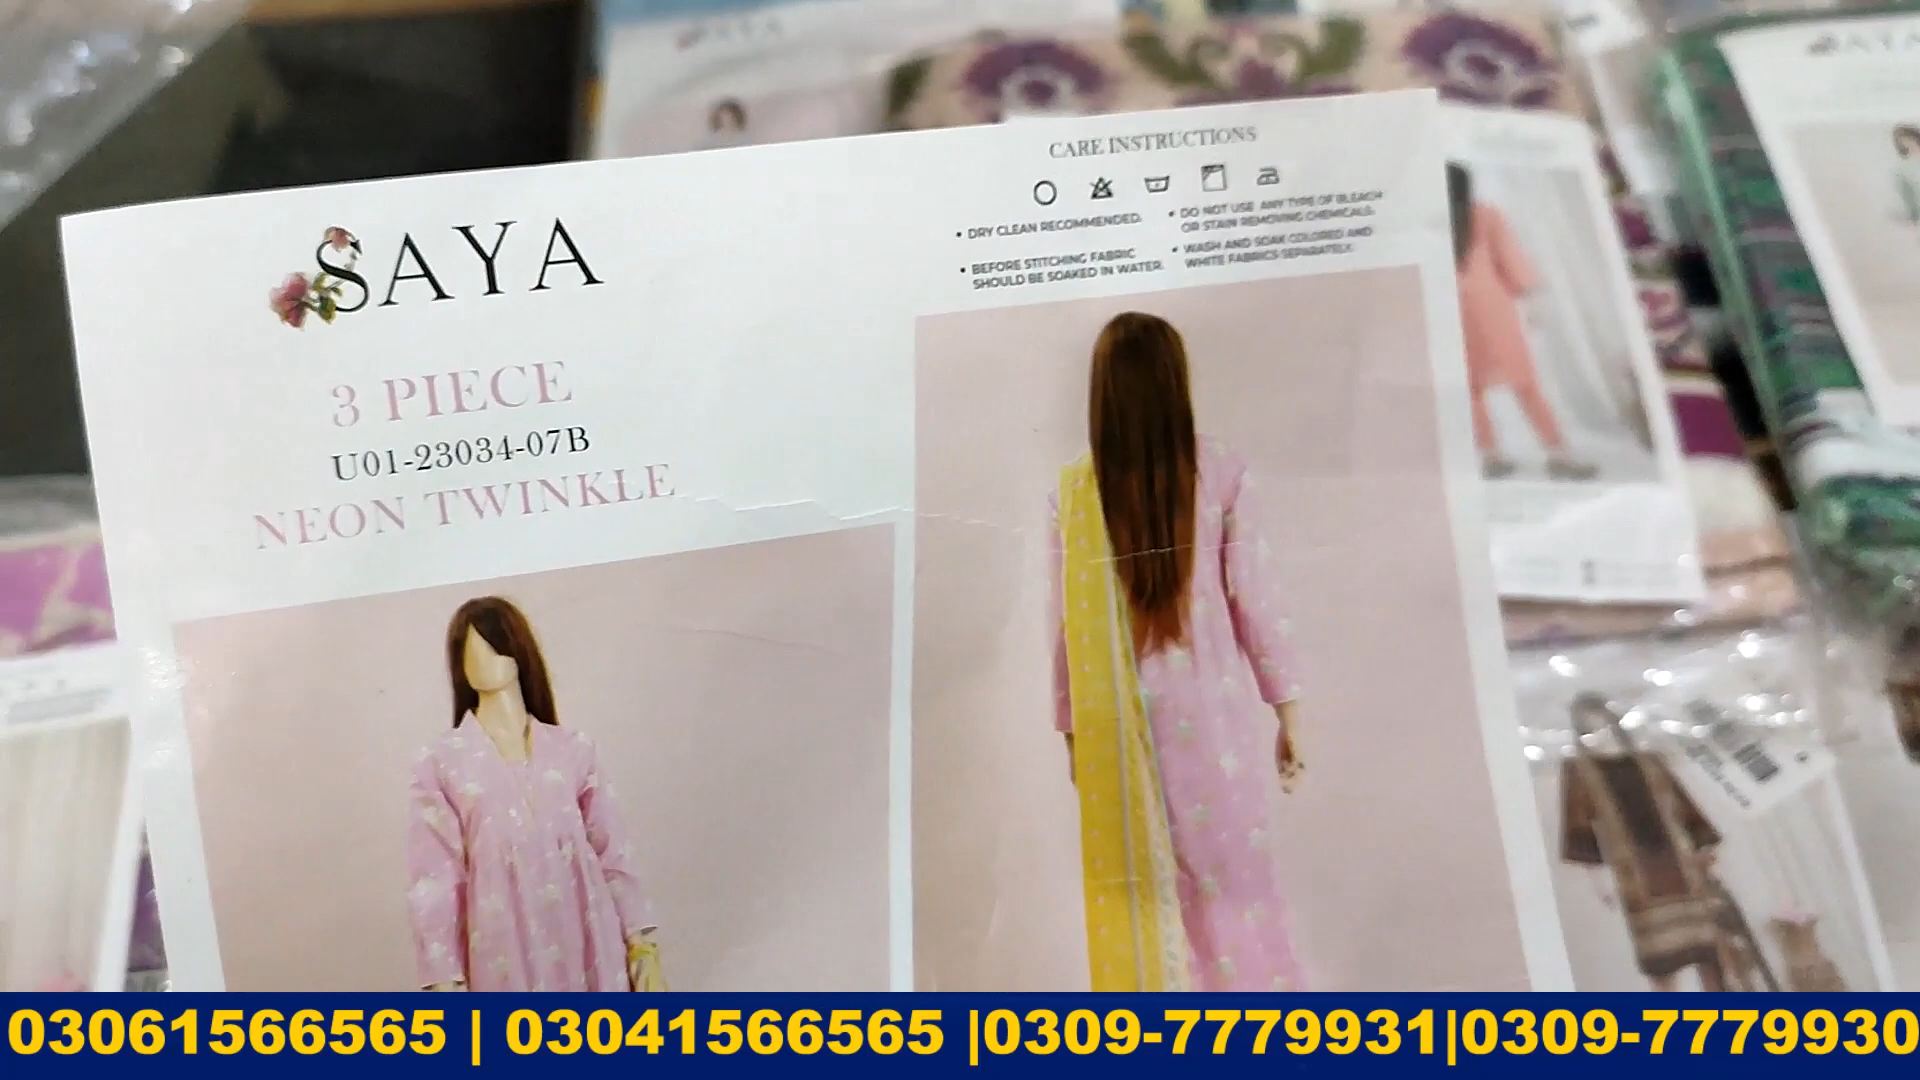 SAYA
3 PIECE
U01-23034-07B
NEON TWINKLE
CARE INSTRUCTIONS
• DRY CLEAN RECOMMENDED.
• BEFORE STITCHING FABRIC
SHOULD BE SOAKED IN WATER.
• DO NOT USE ANY TYPE OF BLEACH
OR STAIN REMOVING CHEMICALS.
• WASH AND SOAK COLORED AND
WHITE FABRICS SEPARATELY.
03061566565 | 03041566565 |0309-7779931|0309-7779930